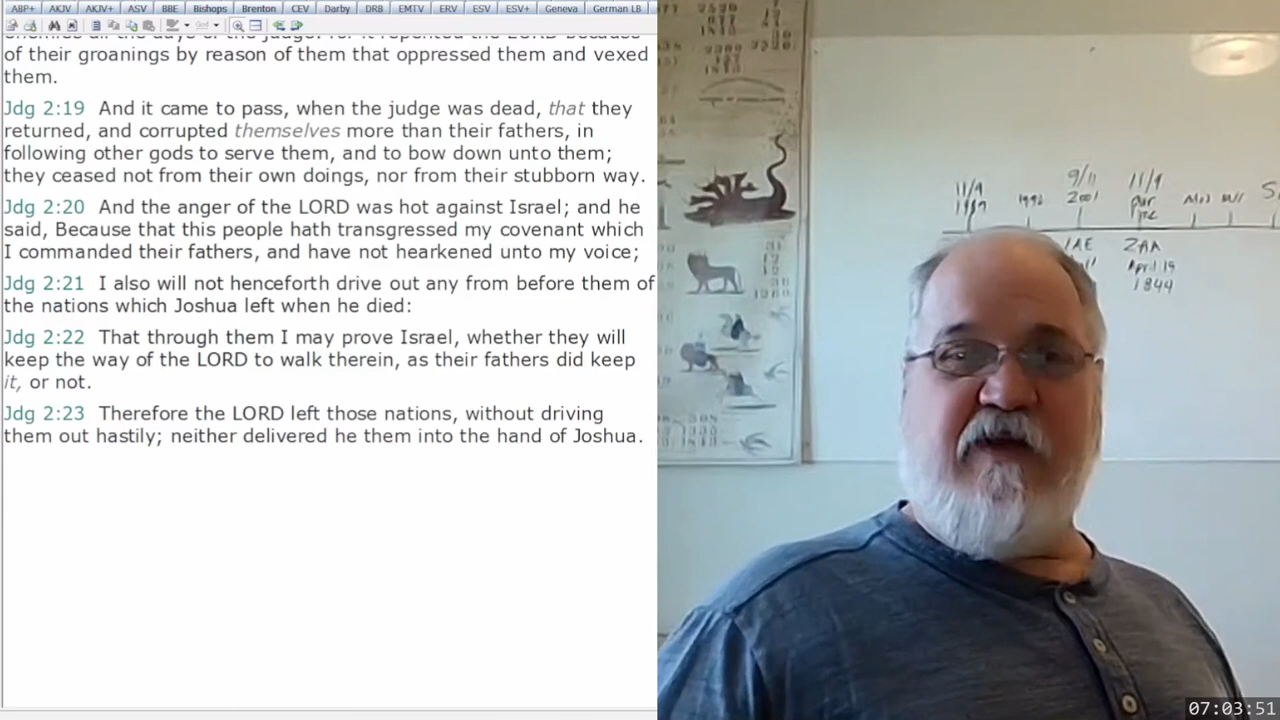 ABP+ AKJV AKJV+ ASV BBE Bishops Brenton CEV Darby DRB EMTV ERV ESV ESV+ Geneva German LB
of their groanings by reason of them that oppressed them and vexed
them.
Jdg 2:19 And it came to pass, when the judge was dead, that they
returned, and corrupted themselves more than their fathers, in
following other gods to serve them, and to bow down unto them;
they ceased not from their own doings, nor from their stubborn way.
Jdg 2:20 And the anger of the LORD was hot against Israel; and he
said, Because that this people hath transgressed my covenant which
I commanded their fathers, and have not hearkened unto my voice;
Jdg 2:21 I also will not henceforth drive out any from before them of
the nations which Joshua left when he died:
Jdg 2:22 That through them I may prove Israel, whether they will
keep the way of the LORD to walk therein, as their fathers did keep
it, or not.
Jdg 2:23 Therefore the LORD left those nations, without driving
them out hastily; neither delivered he them into the hand of Joshua.
9/11
2001
11/9
1989
11/9
2AA
April 19
1844
07:03:51